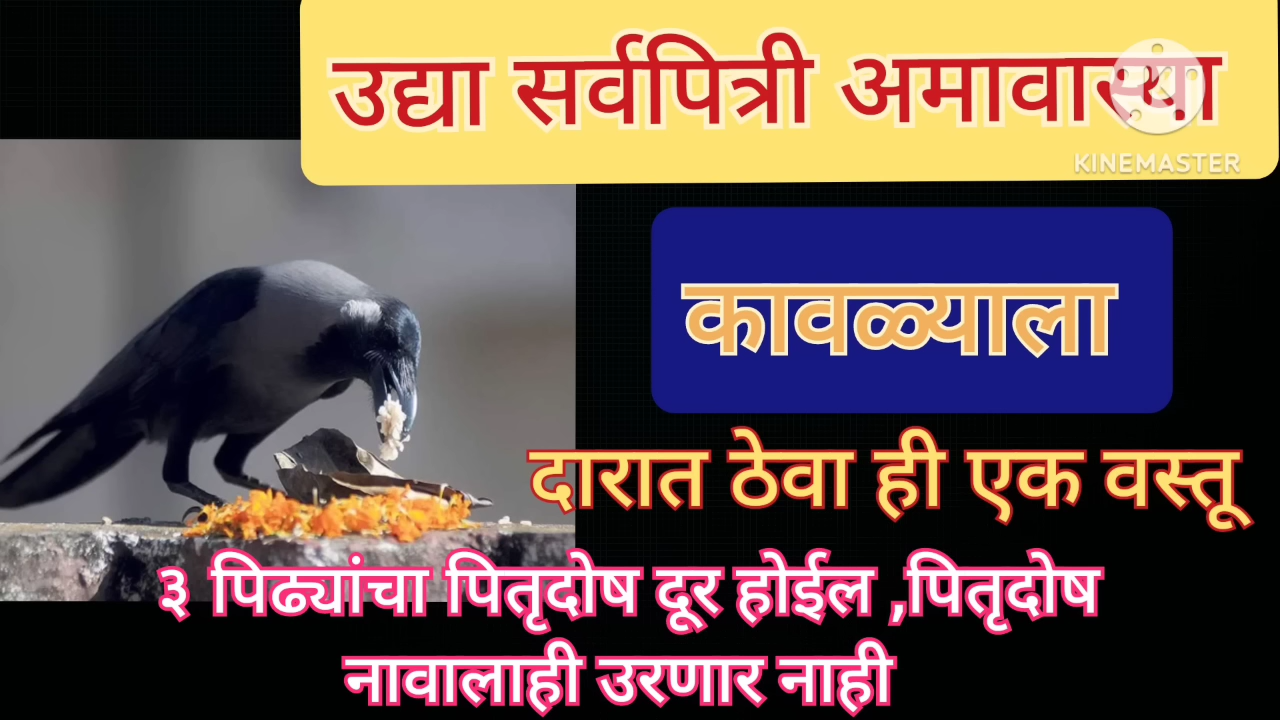 उद्या सर्वपित्री अमावास्या
KINEMASTER
कावळ्याला
दारात ठेवा ही एक वस्तू
३ पिढ्यांचा पितृदोष दूर होईल ,पितृदोष
नावालाही उरणार नाही